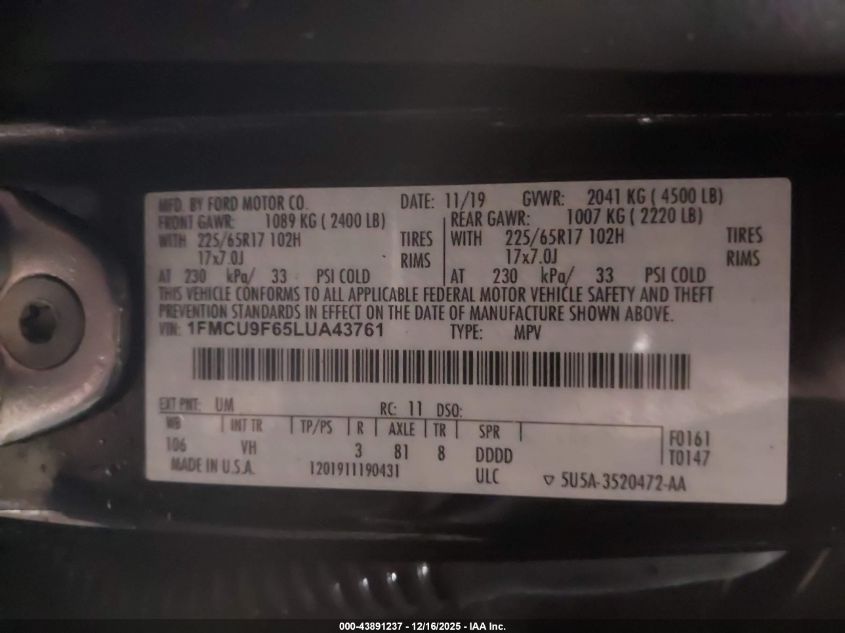 MFD. BY FORD MOTOR CO. DATE: 11/19 GVWR: 2041 KG ( 4500 LB)
FRONT GAWR: 1089 KG ( 2400 LB) REAR GAWR: 1007 KG ( 2220 LB)
WITH 225/65R17 102H TIRES WITH 225/65R17 102H TIRES
17x7.0J RIMS 17x7.0J RIMS
AT 230 kPa/ 33 PSI COLD AT 230 kPa/ 33 PSI COLD
THIS VEHICLE CONFORMS TO ALL APPLICABLE FEDERAL MOTOR VEHICLE SAFETY AND THEFT
PREVENTION STANDARDS IN EFFECT ON THE DATE OF MANUFACTURE SHOWN ABOVE.
VIN: 1FMCU9F65LUA43761 TYPE: MPV
EXT PNT: UM RC: 11 DSO:
WB INT TR TP/PS R AXLE TR SPR F0161
106 VH 3 81 8 DDDD T0147
MADE IN U.S.A. 1201911190431 ULC ▽ 5U5A-3520472-AA
000-43891237 - 12/16/2025 - IAA Inc.